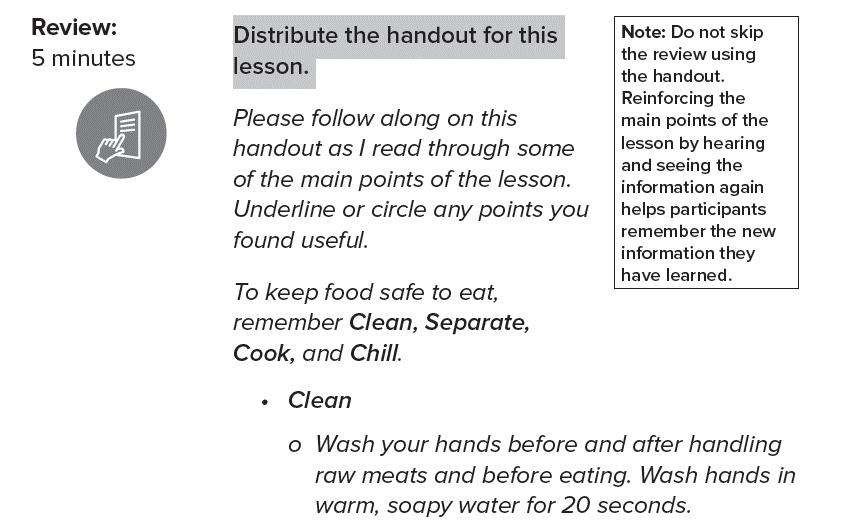 Review:
5 minutes
Distribute the handout for this
lesson.
Please follow along on this
handout as I read through some
of the main points of the lesson.
Underline or circle any points you
found useful.
To keep food safe to eat,
remember Clean, Separate,
Cook, and Chill.
• Clean
o Wash your hands before and after handling
raw meats and before eating. Wash hands in
warm, soapy water for 20 seconds.
Note: Do not skip
the review using
the handout.
Reinforcing the
main points of the
lesson by hearing
and seeing the
information again
helps participants
remember the new
information they
have learned.